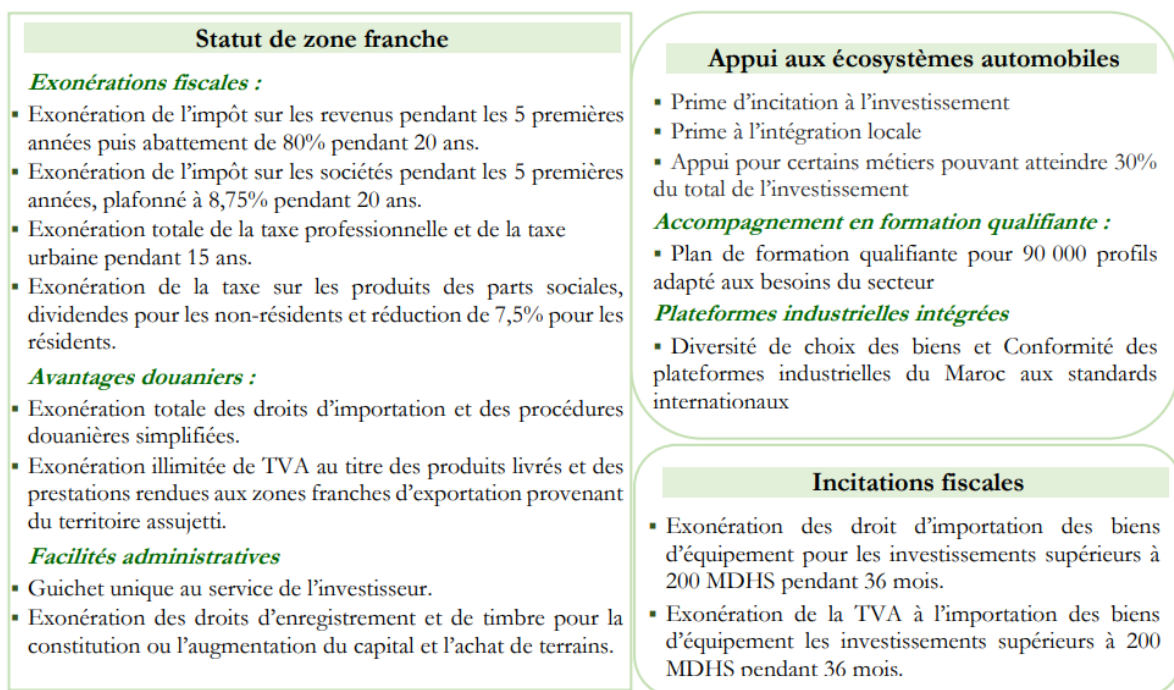 Statut de zone franche
Exonérations fiscales :
▪ Exonération de l’impôt sur les revenus pendant les 5 premières
années puis abattement de 80% pendant 20 ans.
▪ Exonération de l’impôt sur les sociétés pendant les 5 premières
années, plafonné à 8,75% pendant 20 ans.
▪ Exonération totale de la taxe professionnelle et de la taxe
urbaine pendant 15 ans.
▪ Exonération de la taxe sur les produits des parts sociales,
dividendes pour les non-résidents et réduction de 7,5% pour les
résidents.
Avantages douaniers :
▪ Exonération totale des droits d’importation et des procédures
douanières simplifiées.
▪ Exonération illimitée de TVA au titre des produits livrés et des
prestations rendues aux zones franches d’exportation provenant
du territoire assujetti.
Facilités administratives
▪ Guichet unique au service de l’investisseur.
▪ Exonération des droits d’enregistrement et de timbre pour la
constitution ou l’augmentation du capital et l’achat de terrains.
Appui aux écosystèmes automobiles
▪ Prime d’incitation à l’investissement
▪ Prime à l’intégration locale
▪ Appui pour certains métiers pouvant atteindre 30%
du total de l’investissement
Accompagnement en formation qualifiante :
▪ Plan de formation qualifiante pour 90 000 profils
adapté aux besoins du secteur
Plateformes industrielles intégrées
▪ Diversité de choix des biens et Conformité des
plateformes industrielles du Maroc aux standards
internationaux
Incitations fiscales
▪ Exonération des droit d’importation des biens
d’équipement pour les investissements supérieurs à
200 MDHS pendant 36 mois.
▪ Exonération de la TVA à l’importation des biens
d’équipement les investissements supérieurs à 200
MDHS pendant 36 mois.